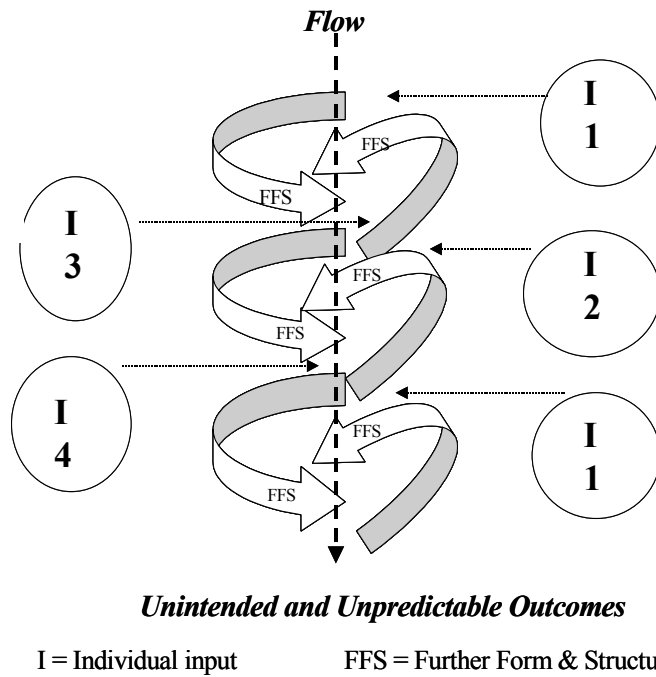 Flow
I
1
FFS
FFS
I
3
I
2
FFS
FFS
I
4
I
1
FFS
FFS
Unintended and Unpredictable Outcomes
I = Individual input FFS = Further Form & Structu